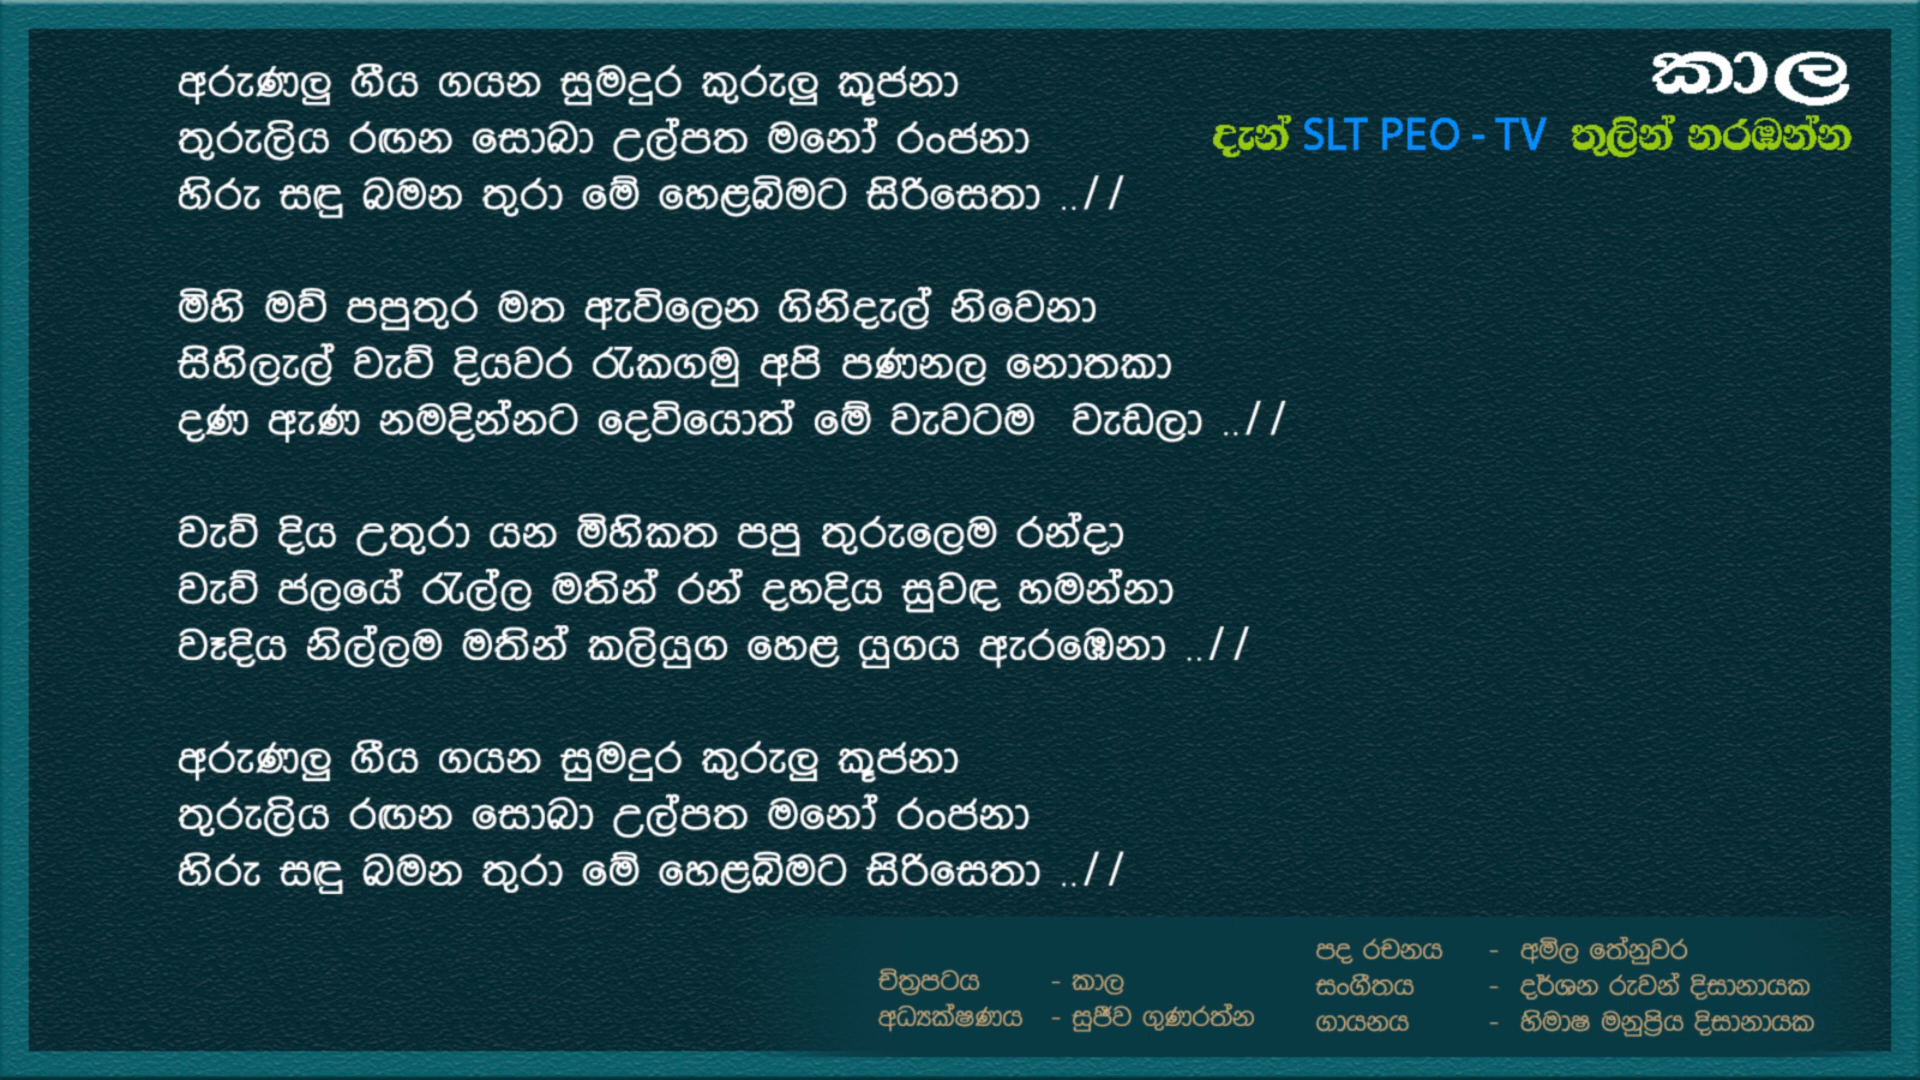 කාල
දැන් SLT PEO - TV තුලින් නරඹන්න
අරුණලු ගීය ගයන සුමදුර කුරුලු කූජනා
තුරුලිය රඟන සොබා උල්පත මනෝ රංජනා
හිරු සඳු බමන තුරා මේ හෙළබිමට සිරිසෙතා ..//
මිහි මව් පපුතුර මත ඇවිලෙන ගිනිදැල් නිවෙනා
සිහිලැල් වැව් දියවර රැකගමු අපි පණනල නොතකා
දණ ඇණ නමදින්නට දෙවියොත් මේ වැවටම වැඩලා ..//
වැව් දිය උතුරා යන මිහිකත පපු තුරුලෙම රන්දා
වැව් ජලයේ රැල්ල මතින් රන් දහදිය සුවඳ හමන්නා
වෑදිය නිල්ලම මතින් කලියුග හෙළ යුගය ඇරඹෙනා ..//
අරුණලු ගීය ගයන සුමදුර කුරුලු කූජනා
තුරුලිය රඟන සොබා උල්පත මනෝ රංජනා
හිරු සඳු බමන තුරා මේ හෙළබිමට සිරිසෙතා ..//
චිත්‍රපටය - කාල
අධ්‍යක්ෂණය - සුජීව ගුණරත්න
පද රචනය - අමිල තේනුවර
සංගීතය - දර්ශන රුවන් දිසානායක
ගායනය - හිමාෂ මනුප්‍රිය දිසානායක